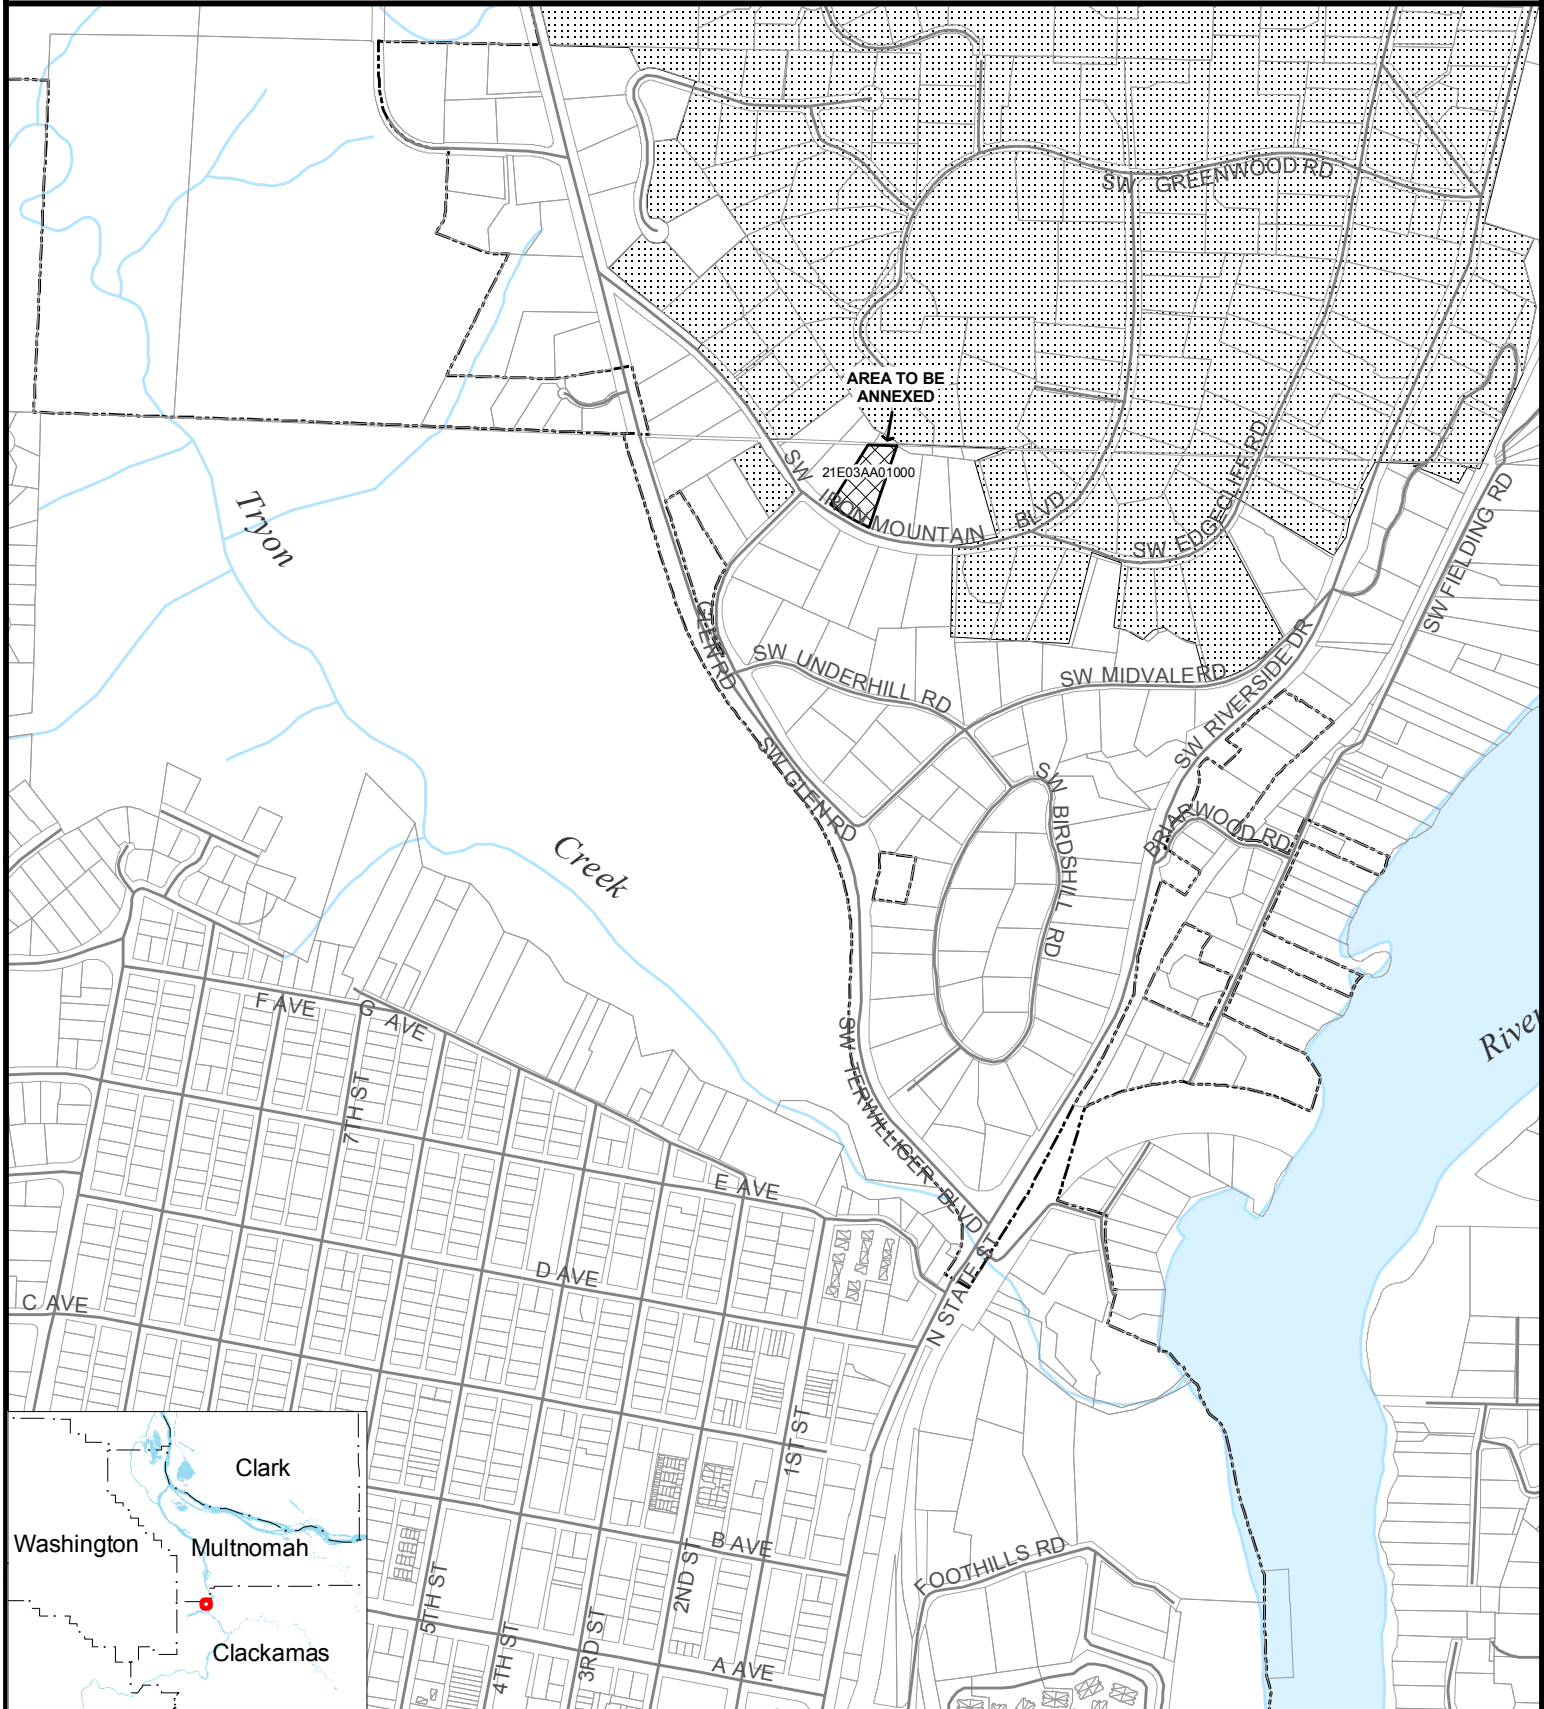 SW GREENWOOD RD
AREA TO BE
ANNEXED
21E03AA01000
SW IRON MOUNTAIN BLVD
SW EDGECLIFF RD
SW FIELDING RD
Tryon
GLEN RD
SW UNDERHILL RD
SW MIDVALE RD
SW RIVERSIDE DR
SW GLEN RD
SW BIRDSHILL RD
BRIARWOOD RD
Creek
F AVE
G AVE
River
SW TERWILLIGER BLVD
7TH ST
E AVE
D AVE
C AVE
N STATE ST
1ST ST
Clark
Washington
Multnomah
Clackamas
B AVE
2ND ST
FOOTHILLS RD
5TH ST
4TH ST
3RD ST
A AVE